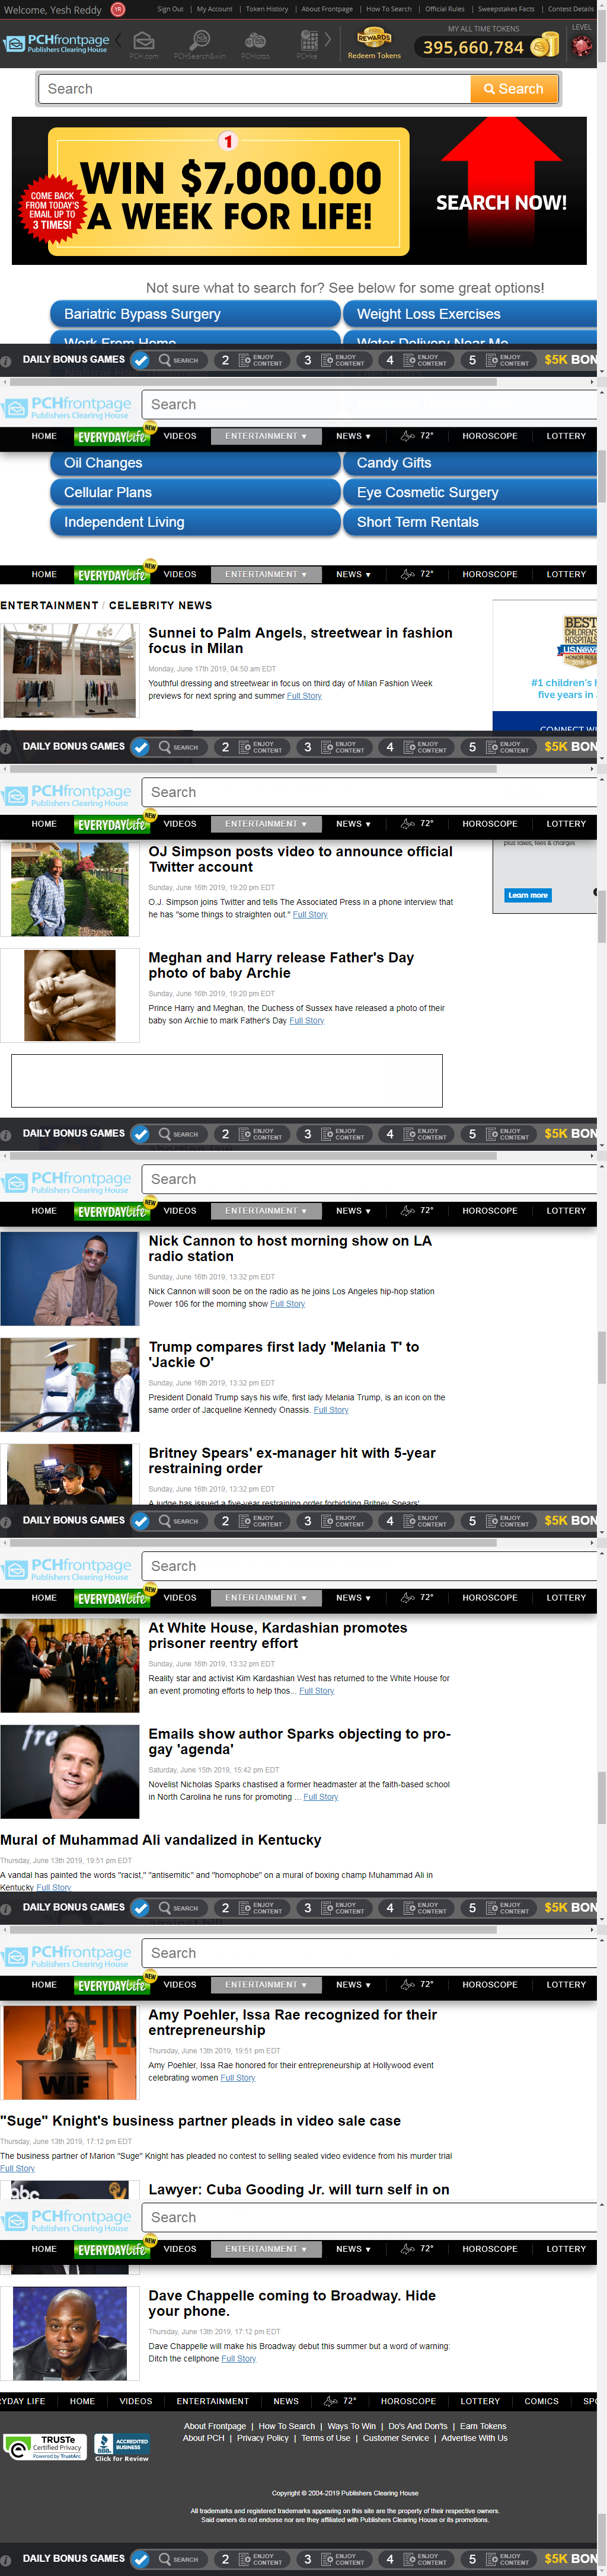 Welcome, Yesh Reddy YR Sign Out | My Account | Token History | About Frontpage | How To Search | Official Rules | Sweepstakes Facts | Contest Details
PCHfrontpage
Publishers Clearing House
PCH.com PCHSearch&win PCHlotto
REWARDS
Redeem Tokens
MY ALL TIME TOKENS
395,660,784
LEVEL
Search Search
1
WIN $7,000.00
A WEEK FOR LIFE!
COME BACK
FROM TODAY'S
EMAIL UP TO
3 TIMES!
SEARCH NOW!
Not sure what to search for? See below for some great options!
Bariatric Bypass Surgery Weight Loss Exercises
Work From Home Water Delivery Near Me
DAILY BONUS GAMES SEARCH 2 ENJOY CONTENT 3 ENJOY CONTENT 4 ENJOY CONTENT 5 ENJOY CONTENT $5K BON
PCHfrontpage
Publishers Clearing House
Search
HOME EVERYDAYlife NEW VIDEOS ENTERTAINMENT ▼ NEWS ▼ 72° HOROSCOPE LOTTERY
Oil Changes Candy Gifts
Cellular Plans Eye Cosmetic Surgery
Independent Living Short Term Rentals
HOME EVERYDAYlife NEW VIDEOS ENTERTAINMENT ▼ NEWS ▼ 72° HOROSCOPE LOTTERY
ENTERTAINMENT / CELEBRITY NEWS
Sunnei to Palm Angels, streetwear in fashion
focus in Milan
Monday, June 17th 2019, 04:50 am EDT
Youthful dressing and streetwear in focus on third day of Milan Fashion Week
previews for next spring and summer Full Story
BEST
CHILDREN'S
HOSPITALS
U.S.News
HONOR ROLL
#1 children's
five years in
CONNECT WI
DAILY BONUS GAMES SEARCH 2 ENJOY CONTENT 3 ENJOY CONTENT 4 ENJOY CONTENT 5 ENJOY CONTENT $5K BON
PCHfrontpage
Publishers Clearing House
Search
HOME EVERYDAYlife NEW VIDEOS ENTERTAINMENT ▼ NEWS ▼ 72° HOROSCOPE LOTTERY
OJ Simpson posts video to announce official
Twitter account
Sunday, June 16th 2019, 19:20 pm EDT
O.J. Simpson joins Twitter and tells The Associated Press in a phone interview that
he has "some things to straighten out." Full Story
plus taxes, fees & charges
Learn more
Meghan and Harry release Father's Day
photo of baby Archie
Sunday, June 16th 2019, 19:20 pm EDT
Prince Harry and Meghan, the Duchess of Sussex have released a photo of their
baby son Archie to mark Father's Day Full Story
DAILY BONUS GAMES SEARCH 2 ENJOY CONTENT 3 ENJOY CONTENT 4 ENJOY CONTENT 5 ENJOY CONTENT $5K BON
PCHfrontpage
Publishers Clearing House
Search
HOME EVERYDAYlife NEW VIDEOS ENTERTAINMENT ▼ NEWS ▼ 72° HOROSCOPE LOTTERY
Nick Cannon to host morning show on LA
radio station
Sunday, June 16th 2019, 13:32 pm EDT
Nick Cannon will soon be on the radio as he joins Los Angeles hip-hop station
Power 106 for the morning show Full Story
Trump compares first lady 'Melania T' to
'Jackie O'
Sunday, June 16th 2019, 13:32 pm EDT
President Donald Trump says his wife, first lady Melania Trump, is an icon on the
same order of Jacqueline Kennedy Onassis. Full Story
Britney Spears' ex-manager hit with 5-year
restraining order
Sunday, June 16th 2019, 13:32 pm EDT
A judge has issued a five-year restraining order forbidding Britney Spears'
DAILY BONUS GAMES SEARCH 2 ENJOY CONTENT 3 ENJOY CONTENT 4 ENJOY CONTENT 5 ENJOY CONTENT $5K BON
PCHfrontpage
Publishers Clearing House
Search
HOME EVERYDAYlife NEW VIDEOS ENTERTAINMENT ▼ NEWS ▼ 72° HOROSCOPE LOTTERY
At White House, Kardashian promotes
prisoner reentry effort
Sunday, June 16th 2019, 13:32 pm EDT
Reality star and activist Kim Kardashian West has returned to the White House for
an event promoting efforts to help thos... Full Story
Emails show author Sparks objecting to pro-
gay 'agenda'
Saturday, June 15th 2019, 15:42 pm EDT
Novelist Nicholas Sparks chastised a former headmaster at the faith-based school
in North Carolina he runs for promoting ... Full Story
Mural of Muhammad Ali vandalized in Kentucky
Thursday, June 13th 2019, 19:51 pm EDT
A vandal has painted the words "racist," "antisemitic" and "homophobe" on a mural of boxing champ Muhammad Ali in
Kentucky Full Story
DAILY BONUS GAMES SEARCH 2 ENJOY CONTENT 3 ENJOY CONTENT 4 ENJOY CONTENT 5 ENJOY CONTENT $5K BON
PCHfrontpage
Publishers Clearing House
Search
HOME EVERYDAYlife NEW VIDEOS ENTERTAINMENT ▼ NEWS ▼ 72° HOROSCOPE LOTTERY
Amy Poehler, Issa Rae recognized for their
entrepreneurship
Thursday, June 13th 2019, 19:51 pm EDT
Amy Poehler, Issa Rae honored for their entrepreneurship at Hollywood event
celebrating women Full Story
WIF
"Suge" Knight's business partner pleads in video sale case
Thursday, June 13th 2019, 17:12 pm EDT
The business partner of Marion "Suge" Knight has pleaded no contest to selling sealed video evidence from his murder trial
Full Story
abc
Lawyer: Cuba Gooding Jr. will turn self in on
PCHfrontpage
Publishers Clearing House
Search
HOME EVERYDAYlife NEW VIDEOS ENTERTAINMENT ▼ NEWS ▼ 72° HOROSCOPE LOTTERY
Dave Chappelle coming to Broadway. Hide
your phone.
Thursday, June 13th 2019, 17:12 pm EDT
Dave Chappelle will make his Broadway debut this summer but a word of warning:
Ditch the cellphone Full Story
RYDAY LIFE HOME VIDEOS ENTERTAINMENT NEWS 72° HOROSCOPE LOTTERY COMICS SPO
About Frontpage | How To Search | Ways To Win | Do's And Don'ts | Earn Tokens
About PCH | Privacy Policy | Terms of Use | Customer Service | Advertise With Us
TRUSTe
Certified Privacy
Powered by TrustArc
BBB
ACCREDITED
BUSINESS
Click for Review
Copyright © 2004-2019 Publishers Clearing House
All trademarks and registered trademarks appearing on this site are the property of their respective owners.
Said owners do not endorse nor are they affiliated with Publishers Clearing House or its promotions.
DAILY BONUS GAMES SEARCH 2 ENJOY CONTENT 3 ENJOY CONTENT 4 ENJOY CONTENT 5 ENJOY CONTENT $5K BON